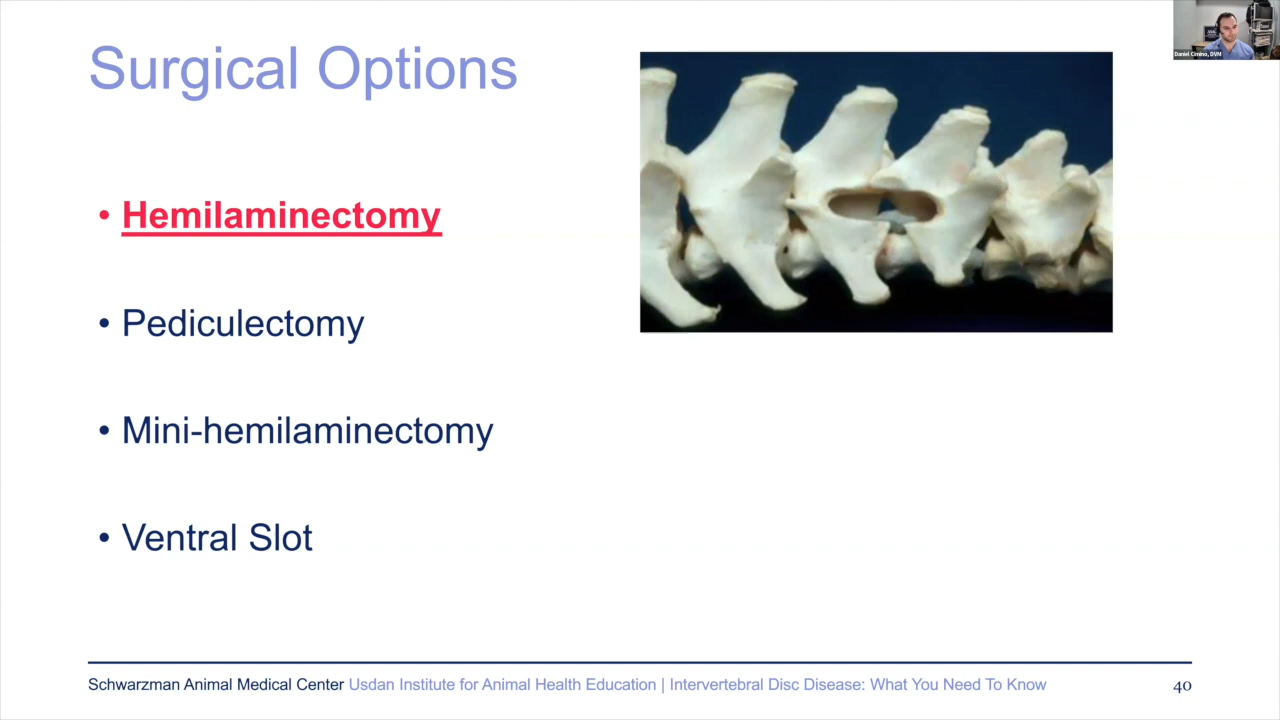 Surgical Options
• Hemilaminectomy
• Pediculectomy
• Mini-hemilaminectomy
• Ventral Slot
Schwarzman Animal Medical Center Usdan Institute for Animal Health Education | Intervertebral Disc Disease: What You Need To Know
40
Daniel Cimino, DVM